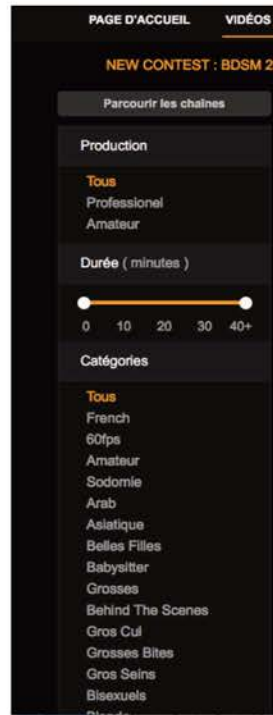 PAGE D'ACCUEIL VIDÉOS
NEW CONTEST : BDSM 2
Parcourir les chaînes
Production
Tous
Professionel
Amateur
Durée ( minutes )
0 10 20 30 40+
Catégories
Tous
French
60fps
Amateur
Sodomie
Arab
Asiatique
Belles Filles
Babysitter
Grosses
Behind The Scenes
Gros Cul
Grosses Bites
Gros Seins
Bisexuels